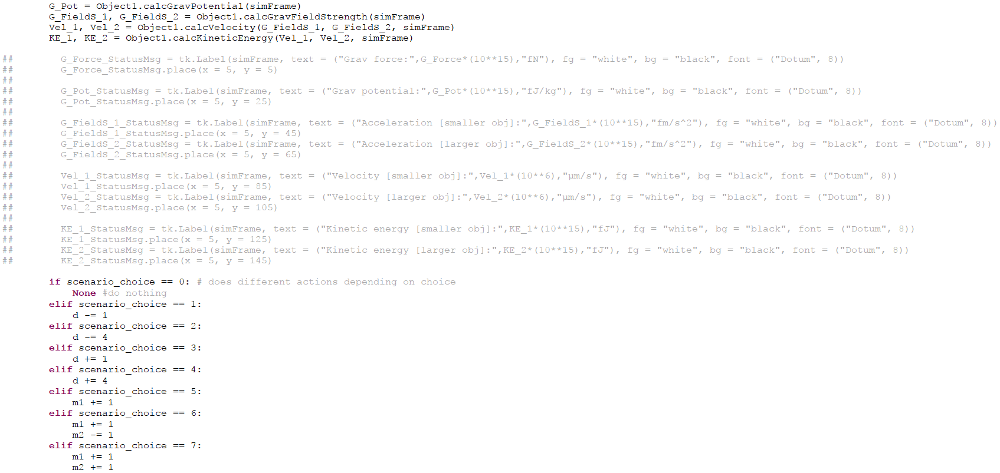 G_Pot = Object1.calcGravPotential(simFrame)
        G_FieldS_1, G_FieldS_2 = Object1.calcGravFieldStrength(simFrame)
        Vel_1, Vel_2 = Object1.calcVelocity(G_FieldS_1, G_FieldS_2, simFrame)
        KE_1, KE_2 = Object1.calcKineticEnergy(Vel_1, Vel_2, simFrame)

##        G_Force_StatusMsg = tk.Label(simFrame, text = ("Grav force:",G_Force*(10**15),"fN"), fg = "white", bg = "black", font = ("Dotum", 8))
##        G_Force_StatusMsg.place(x = 5, y = 5)
##
##        G_Pot_StatusMsg = tk.Label(simFrame, text = ("Grav potential:",G_Pot*(10**15),"fJ/kg"), fg = "white", bg = "black", font = ("Dotum", 8))
##        G_Pot_StatusMsg.place(x = 5, y = 25)
##
##        G_FieldS_1_StatusMsg = tk.Label(simFrame, text = ("Acceleration [smaller obj]:",G_FieldS_1*(10**15),"fm/s^2"), fg = "white", bg = "black", font = ("Dotum", 8))
##        G_FieldS_1_StatusMsg.place(x = 5, y = 45)
##        G_FieldS_2_StatusMsg = tk.Label(simFrame, text = ("Acceleration [larger obj]:",G_FieldS_2*(10**15),"fm/s^2"), fg = "white", bg = "black", font = ("Dotum", 8))
##        G_FieldS_2_StatusMsg.place(x = 5, y = 65)
##
##        Vel_1_StatusMsg = tk.Label(simFrame, text = ("Velocity [smaller obj]:",Vel_1*(10**6),"µm/s"), fg = "white", bg = "black", font = ("Dotum", 8))
##        Vel_1_StatusMsg.place(x = 5, y = 85)
##        Vel_2_StatusMsg = tk.Label(simFrame, text = ("Velocity [larger obj]:",Vel_2*(10**6),"µm/s"), fg = "white", bg = "black", font = ("Dotum", 8))
##        Vel_2_StatusMsg.place(x = 5, y = 105)
##
##        KE_1_StatusMsg = tk.Label(simFrame, text = ("Kinetic energy [smaller obj]:",KE_1*(10**15),"fJ"), fg = "white", bg = "black", font = ("Dotum", 8))
##        KE_1_StatusMsg.place(x = 5, y = 125)
##        KE_2_StatusMsg = tk.Label(simFrame, text = ("Kinetic energy [larger obj]:",KE_2*(10**15),"fJ"), fg = "white", bg = "black", font = ("Dotum", 8))
##        KE_2_StatusMsg.place(x = 5, y = 145)

        if scenario_choice == 0: # does different actions depending on choice
            None #do nothing
        elif scenario_choice == 1:
            d -= 1
        elif scenario_choice == 2:
            d -= 4
        elif scenario_choice == 3:
            d += 1
        elif scenario_choice == 4:
            d += 4
        elif scenario_choice == 5:
            m1 += 1
        elif scenario_choice == 6:
            m1 += 1
            m2 -= 1
        elif scenario_choice == 7:
            m1 += 1
            m2 += 1